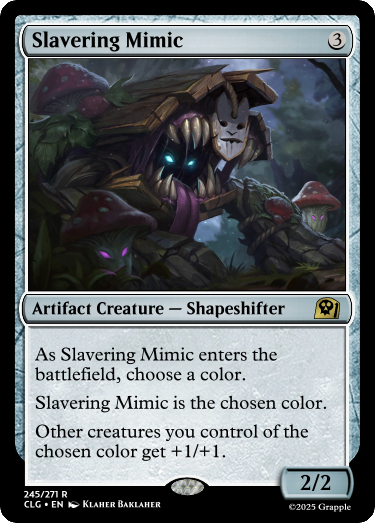 Slavering Mimic 3
Artifact Creature — Shapeshifter
As Slavering Mimic enters the
battlefield, choose a color.
Slavering Mimic is the chosen color.
Other creatures you control of the
chosen color get +1/+1.
2/2
245/271 R
CLG • EN Klaher Baklaher
©2025 Grapple